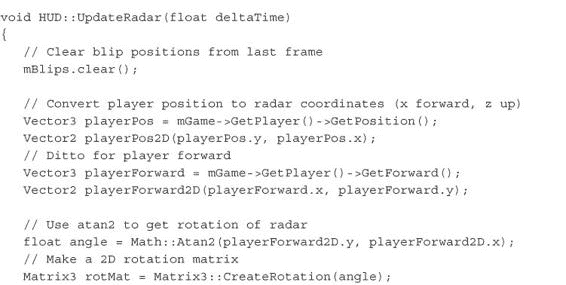 void HUD::UpdateRadar(float deltaTime)
{
// Clear blip positions from last frame
mBlips.clear();
// Convert player position to radar coordinates (x forward, z up)
Vector3 playerPos = mGame->GetPlayer()->GetPosition();
Vector2 playerPos2D(playerPos.y, playerPos.x);
// Ditto for player forward
Vector3 playerForward = mGame->GetPlayer()->GetForward();
Vector2 playerForward2D(playerForward.x, playerForward.y);
// Use atan2 to get rotation of radar
float angle = Math::Atan2(playerForward2D.y, playerForward2D.x);
// Make a 2D rotation matrix
Matrix3 rotMat = Matrix3::CreateRotation(angle);